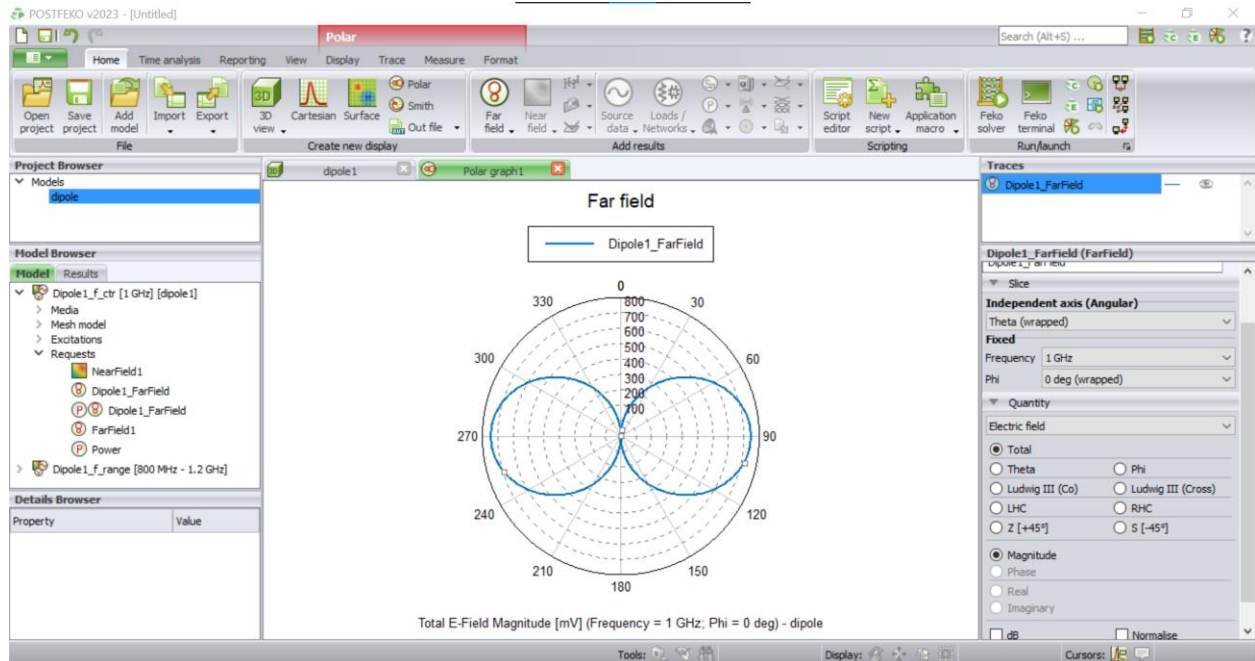 POSTFEKO v2023 - [Untitled]
Polar
Search (Alt+S) ...
Home Time analysis Reporting View Display Trace Measure Format
Open project
Save project
Add model
Import
Export
3D view
Cartesian
Surface
Polar
Smith
Out file
Far field
Near field
Source data
Loads / Networks
Script editor
New script
Application macro
Feko solver
Feko terminal
File
Create new display
Add results
Scripting
Run/launch
Project Browser
Models
dipole
Model Browser
Model Results
Dipole1_f_ctr [1 GHz] [dipole1]
Media
Mesh model
Excitations
Requests
NearField1
Dipole1_FarField
P Dipole1_FarField
FarField1
P Power
Dipole1_f_range [800 MHz - 1.2 GHz]
Details Browser
Property Value
dipole1
Polar graph1
Far field
Dipole1_FarField
0
30
60
90
120
150
180
210
240
270
300
330
800
700
600
500
400
300
200
100
Total E-Field Magnitude [mV] (Frequency = 1 GHz; Phi = 0 deg) - dipole
Traces
Dipole1_FarField
Dipole1_FarField (FarField)
Dipole1_FarField
Slice
Independent axis (Angular)
Theta (wrapped)
Fixed
Frequency 1 GHz
Phi 0 deg (wrapped)
Quantity
Electric field
Total
Theta Phi
Ludwig III (Co) Ludwig III (Cross)
LHC RHC
Z [+45°] S [-45°]
Magnitude
Phase
Real
Imaginary
dB Normalise
Tools:
Display:
Cursors: